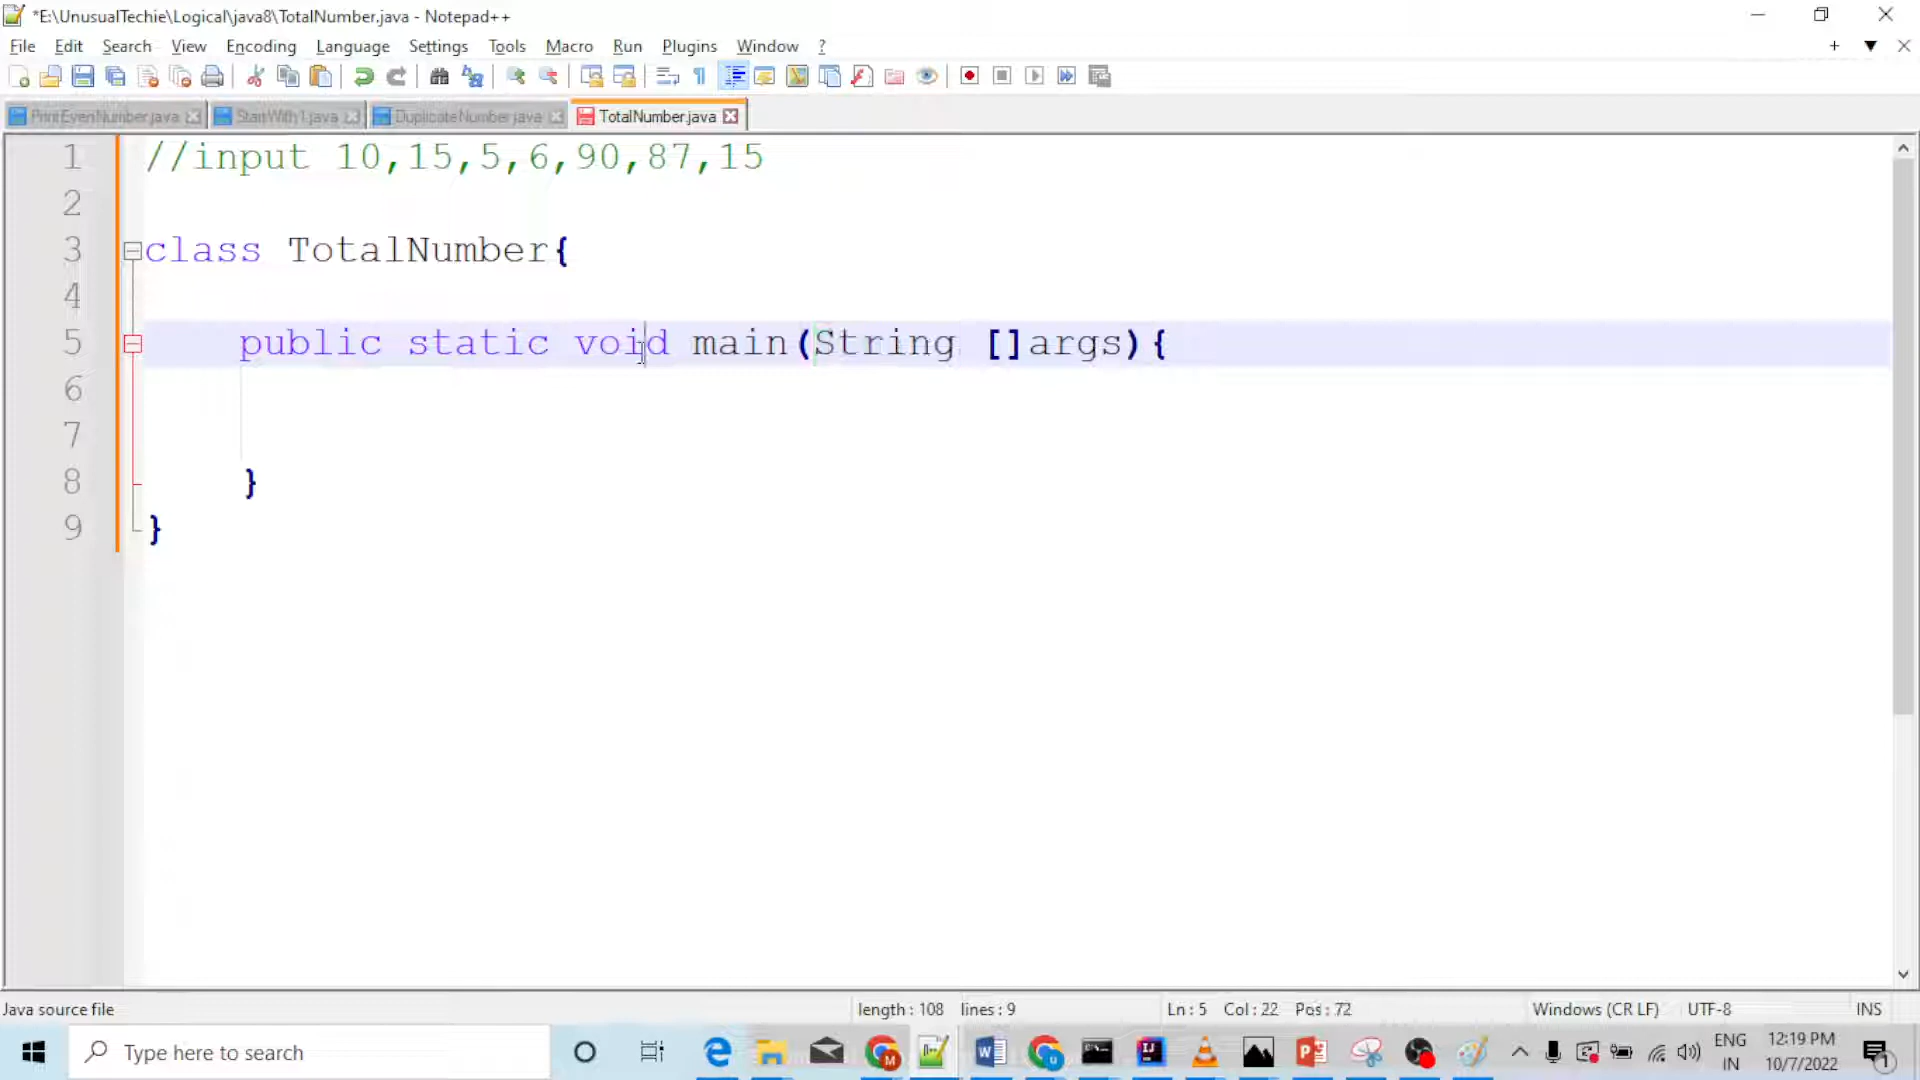 *E:\UnusualTechie\Logical\java8\TotalNumber.java - Notepad++
File Edit Search View Encoding Language Settings Tools Macro Run Plugins Window ?
PrintEvenNumber.java StartWith1.java DuplicateNumber.java TotalNumber.java
1 //input 10,15,5,6,90,87,15
2
3 class TotalNumber{
4
5 public static void main(String []args){
6
7
8 }
9 }
Java source file length : 108 lines : 9 Ln : 5 Col : 22 Pos : 72 Windows (CR LF) UTF-8 INS
Type here to search
ENG 12:19 PM
IN 10/7/2022